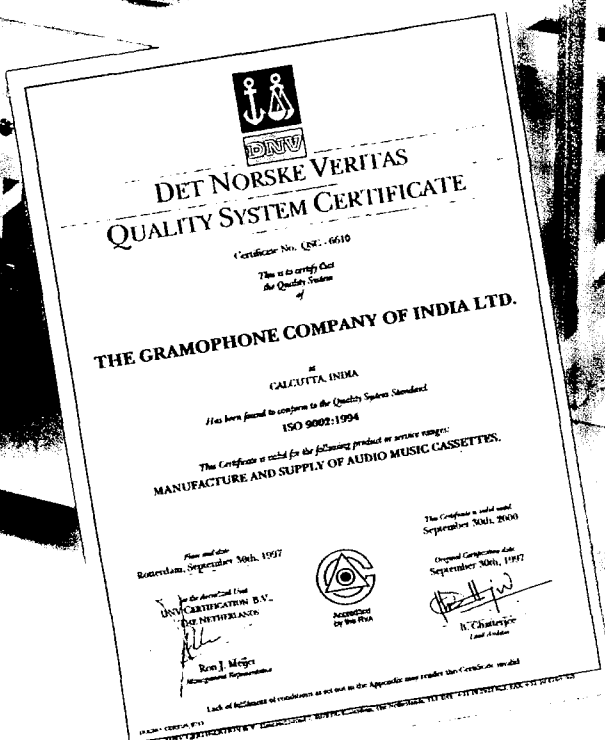 DNV
DET NORSKE VERITAS
QUALITY SYSTEM CERTIFICATE
Certificate No. QSC - 6610
This is to certify that
the Quality System
of
THE GRAMOPHONE COMPANY OF INDIA LTD.
at
CALCUTTA, INDIA
Has been found to conform to the Quality System Standard
ISO 9002:1994
This Certificate is valid for the following product or service ranges:
MANUFACTURE AND SUPPLY OF AUDIO MUSIC CASSETTES.
This Certificate is valid until
September 30th, 2000
Place and date
Rotterdam, September 30th, 1997
Original Certification date
September 30th, 1997
for the Accredited Unit
DNV CERTIFICATION B.V.,
THE NETHERLANDS
Accredited
by the RvA
Ron J. Meijer
Management Representative
Chatterjee
Lead Auditor
Lack of fulfilment of conditions as set out in the Appendix may render this Certificate invalid
DNV CERTIFICATION B.V.